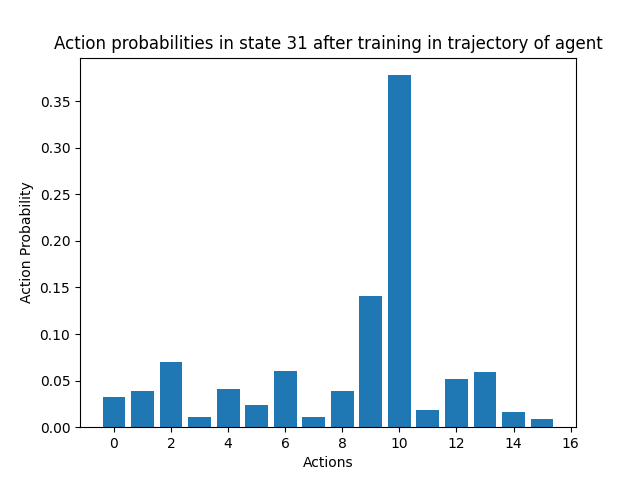 Action probabilities in state 31 after training in trajectory of agent
0.35
0.30
0.25
0.20
0.15
0.10
0.05
0.00
Action Probability
0 2 4 6 8 10 12 14 16
Actions